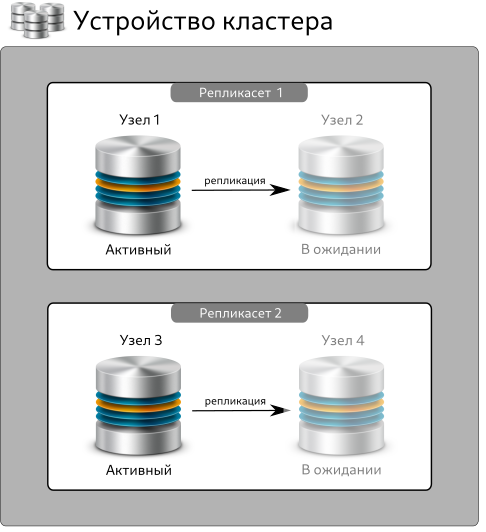 Устройство кластера
Репликасет 1
Узел 1
Узел 2
репликация
Активный
В ожидании
Репликасет 2
Узел 3
Узел 4
репликация
Активный
В ожидании